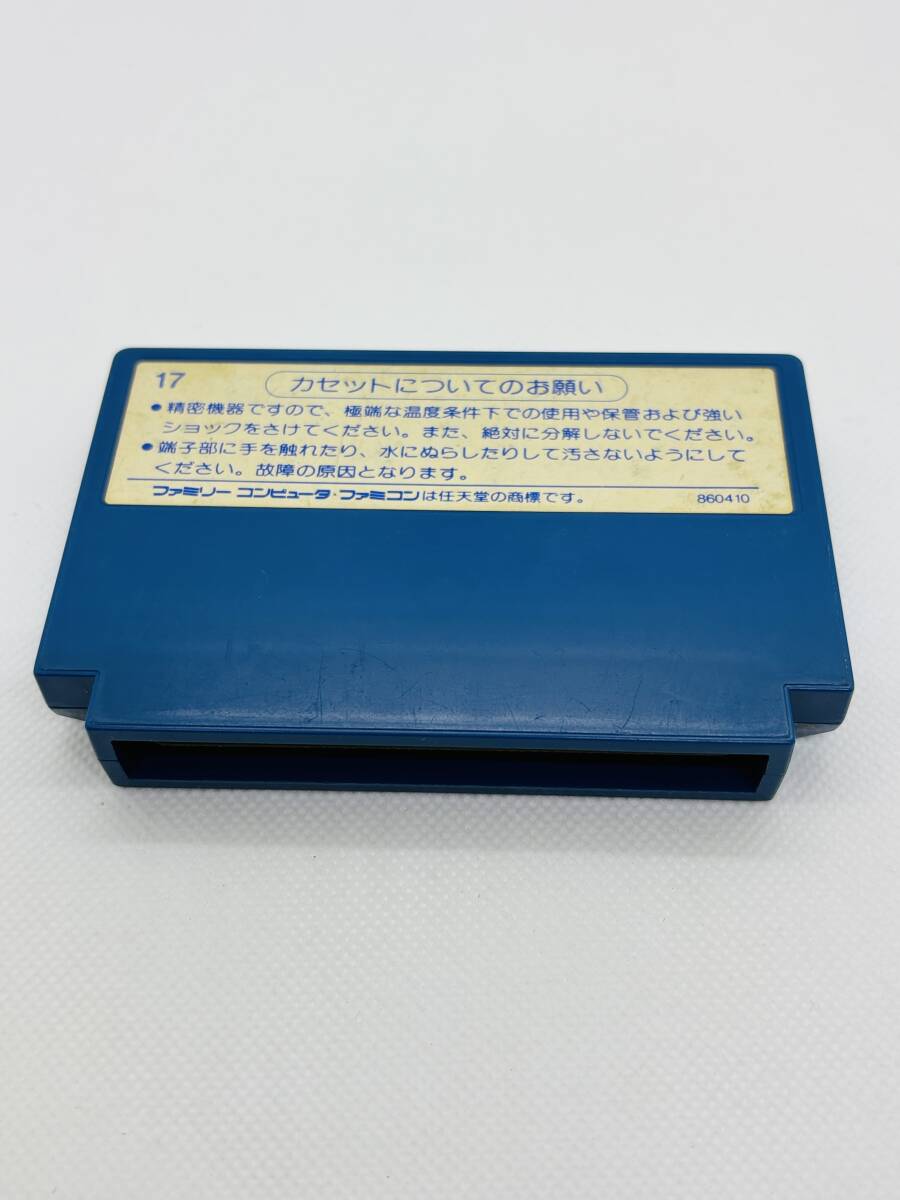 17
カセットについてのお願い
●精密機器ですので、極端な温度条件下での使用や保管および強い
ショックをさけてください。また、絶対に分解しないでください。
●端子部に手を触れたり、水にぬらしたりして汚さないようにして
ください。故障の原因となります。
ファミリー コンピュータ・ファミコンは任天堂の商標です。 860410